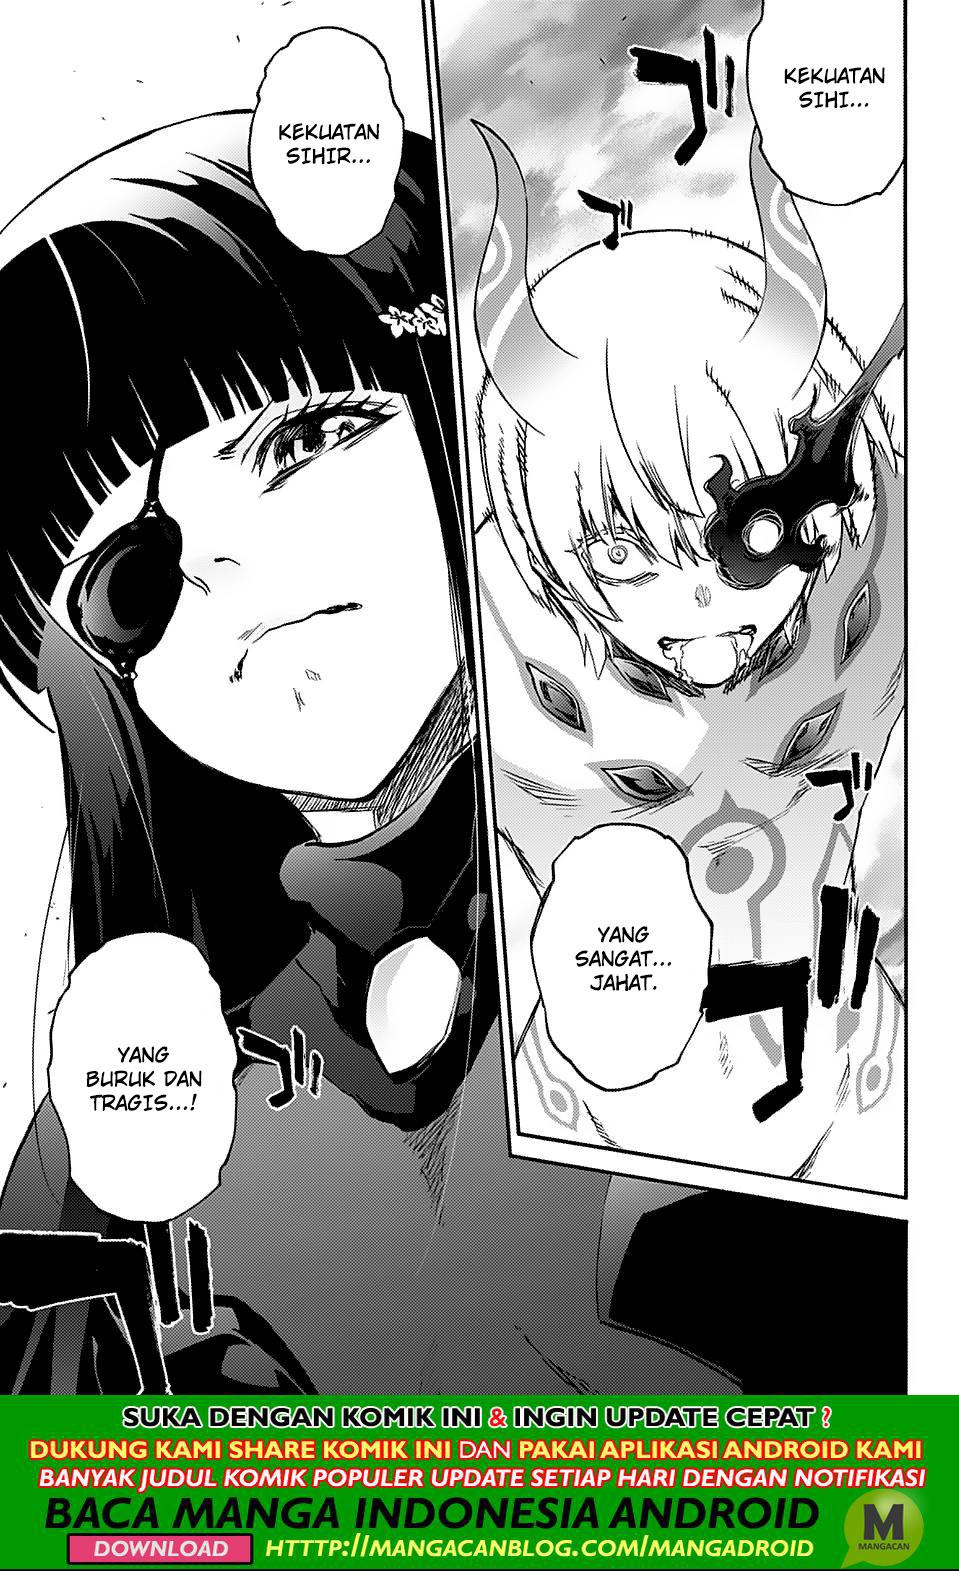 KEKUATAN
SIHI...
YANG
SANGAT...
JAHAT.
KEKUATAN
SIHIR...
YANG
BURUK DAN
TRAGIS...!
SUKA DENGAN KOMIK INI & INGIN UPDATE CEPAT ?
DUKUNG KAMI SHARE KOMIK INI DAN PAKAI APLIKASI ANDROID KAMI
BANYAK JUDUL KOMIK POPULER UPDATE SETIAP HARI DENGAN NOTIFIKASI
BACA MANGA INDONESIA ANDROID
DOWNLOAD HTTTP://MANGACANBLOG.COM/MANGADROID
M
MANGACAN